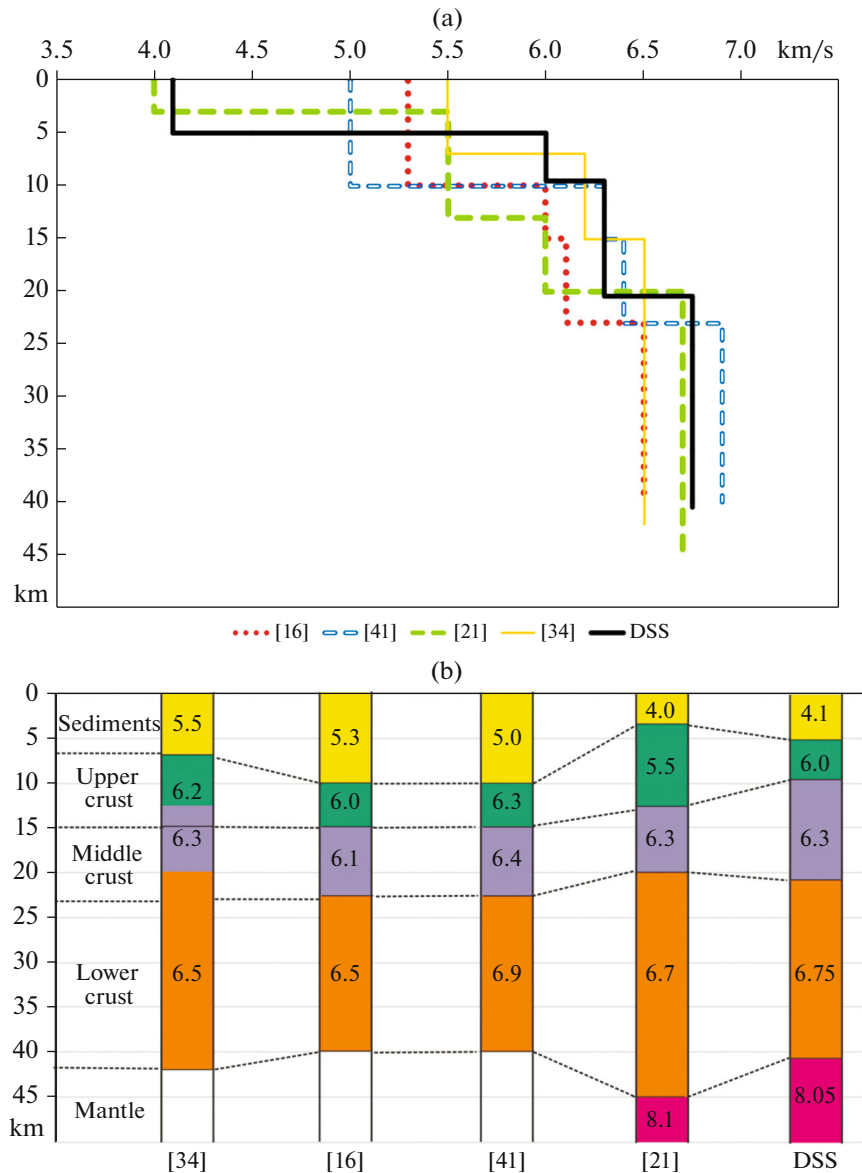 (a)
3.5 4.0 4.5 5.0 5.5 6.0 6.5 7.0 km/s
0
5
10
15
20
25
30
35
40
45
km
[16] [41] [21] [34] DSS
(b)
0
5
10
15
20
25
30
35
40
45
km
Sediments
Upper
crust
Middle
crust
Lower
crust
Mantle
5.5 5.3 5.0 4.0 4.1
6.2 6.0 6.3 5.5 6.0
6.3 6.1 6.4 6.3 6.3
6.5 6.5 6.9 6.7 6.75
8.1 8.05
[34] [16] [41] [21] DSS